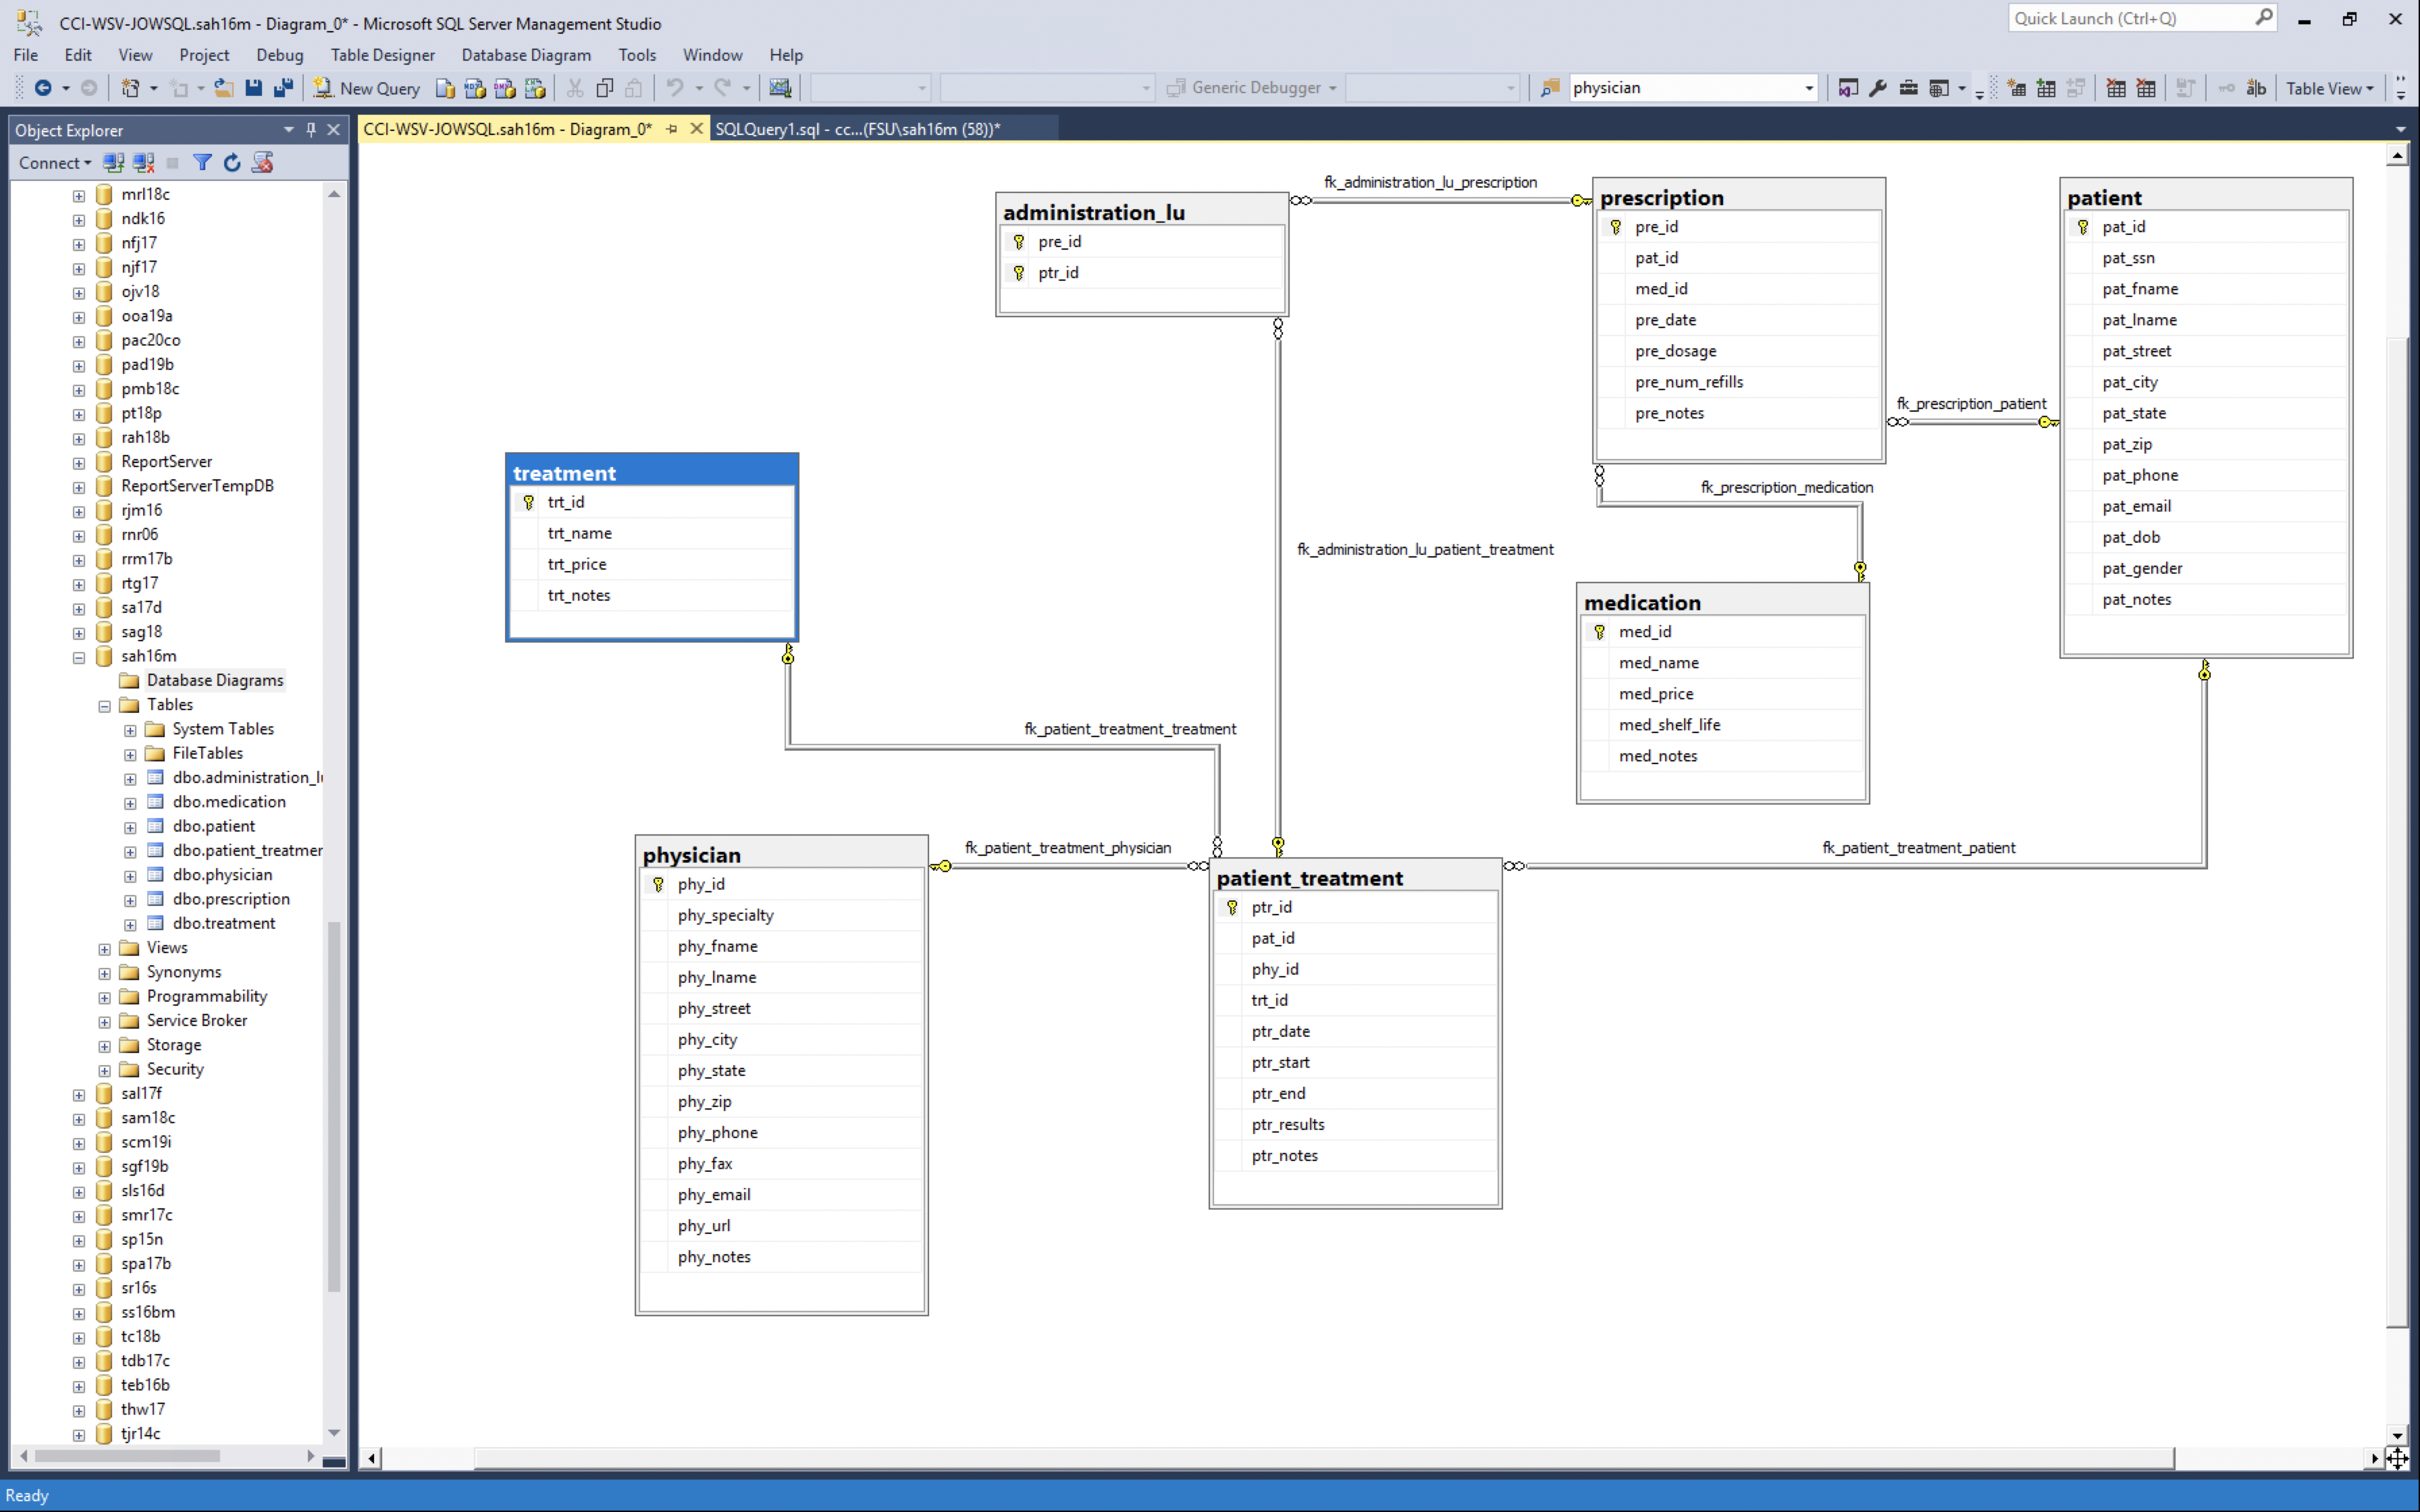 CCI-WSV-JOWSQL.sah16m - Diagram_0* - Microsoft SQL Server Management Studio
Quick Launch (Ctrl+Q)
File Edit View Project Debug Table Designer Database Diagram Tools Window Help
New Query
Generic Debugger
physician
Table View
Object Explorer
CCI-WSV-JOWSQL.sah16m - Diagram_0*
SQLQuery1.sql - cc...(FSU\sah16m (58))*
Connect
mrl18c
ndk16
nfj17
njf17
ojv18
ooa19a
pac20co
pad19b
pmb18c
pt18p
rah18b
ReportServer
ReportServerTempDB
rjm16
rnr06
rrm17b
rtg17
sa17d
sag18
sah16m
Database Diagrams
Tables
System Tables
FileTables
dbo.administration_lu
dbo.medication
dbo.patient
dbo.patient_treatmen
dbo.physician
dbo.prescription
dbo.treatment
Views
Synonyms
Programmability
Service Broker
Storage
Security
sal17f
sam18c
scm19i
sgf19b
sls16d
smr17c
sp15n
spa17b
sr16s
ss16bm
tc18b
tdb17c
teb16b
thw17
tjr14c
administration_lu
pre_id
ptr_id
fk_administration_lu_prescription
prescription
pre_id
pat_id
med_id
pre_date
pre_dosage
pre_num_refills
pre_notes
patient
pat_id
pat_ssn
pat_fname
pat_lname
pat_street
pat_city
pat_state
pat_zip
pat_phone
pat_email
pat_dob
pat_gender
pat_notes
fk_prescription_patient
fk_prescription_medication
treatment
trt_id
trt_name
trt_price
trt_notes
fk_administration_lu_patient_treatment
medication
med_id
med_name
med_price
med_shelf_life
med_notes
fk_patient_treatment_treatment
fk_patient_treatment_physician
fk_patient_treatment_patient
physician
phy_id
phy_specialty
phy_fname
phy_lname
phy_street
phy_city
phy_state
phy_zip
phy_phone
phy_fax
phy_email
phy_url
phy_notes
patient_treatment
ptr_id
pat_id
phy_id
trt_id
ptr_date
ptr_start
ptr_end
ptr_results
ptr_notes
Ready